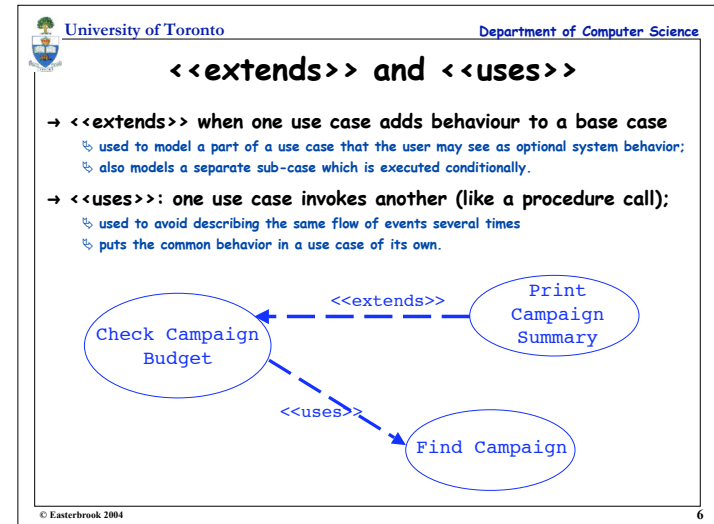 University of Toronto
Department of Computer Science
<<extends>> and <<uses>>
→ <<extends>> when one use case adds behaviour to a base case
↳ used to model a part of a use case that the user may see as optional system behavior;
↳ also models a separate sub-case which is executed conditionally.
→ <<uses>>: one use case invokes another (like a procedure call);
↳ used to avoid describing the same flow of events several times
↳ puts the common behavior in a use case of its own.
<<extends>>
Print
Campaign
Summary
Check Campaign
Budget
<<uses>>
Find Campaign
© Easterbrook 2004
6